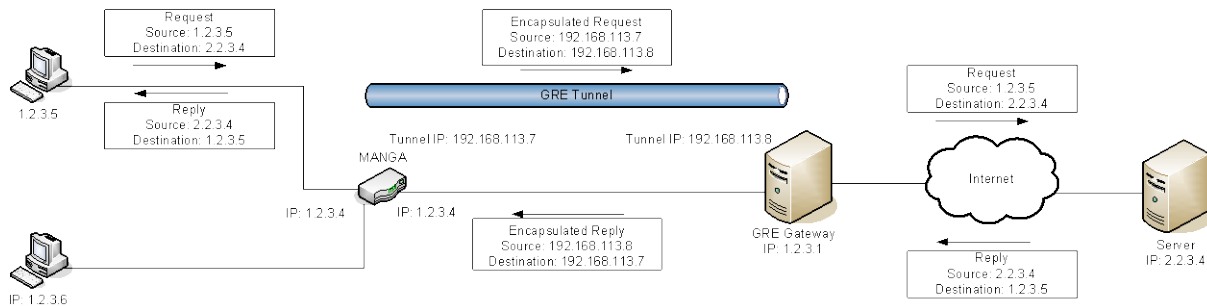 Request
Source: 1.2.3.5
Destination: 2.2.3.4
Encapsulated Request
Source: 192.168.113.7
Destination: 192.168.113.8
Request
Source: 1.2.3.5
Destination: 2.2.3.4
GRE Tunnel
1.2.3.5
Reply
Source: 2.2.3.4
Destination: 1.2.3.5
Tunnel IP: 192.168.113.7
Tunnel IP: 192.168.113.8
MANGA
Internet
IP: 1.2.3.4
IP: 1.2.3.4
Encapsulated Reply
Source: 192.168.113.8
Destination: 192.168.113.7
GRE Gateway
IP: 1.2.3.1
Server
IP: 2.2.3.4
Reply
Source: 2.2.3.4
Destination: 1.2.3.5
IP: 1.2.3.6